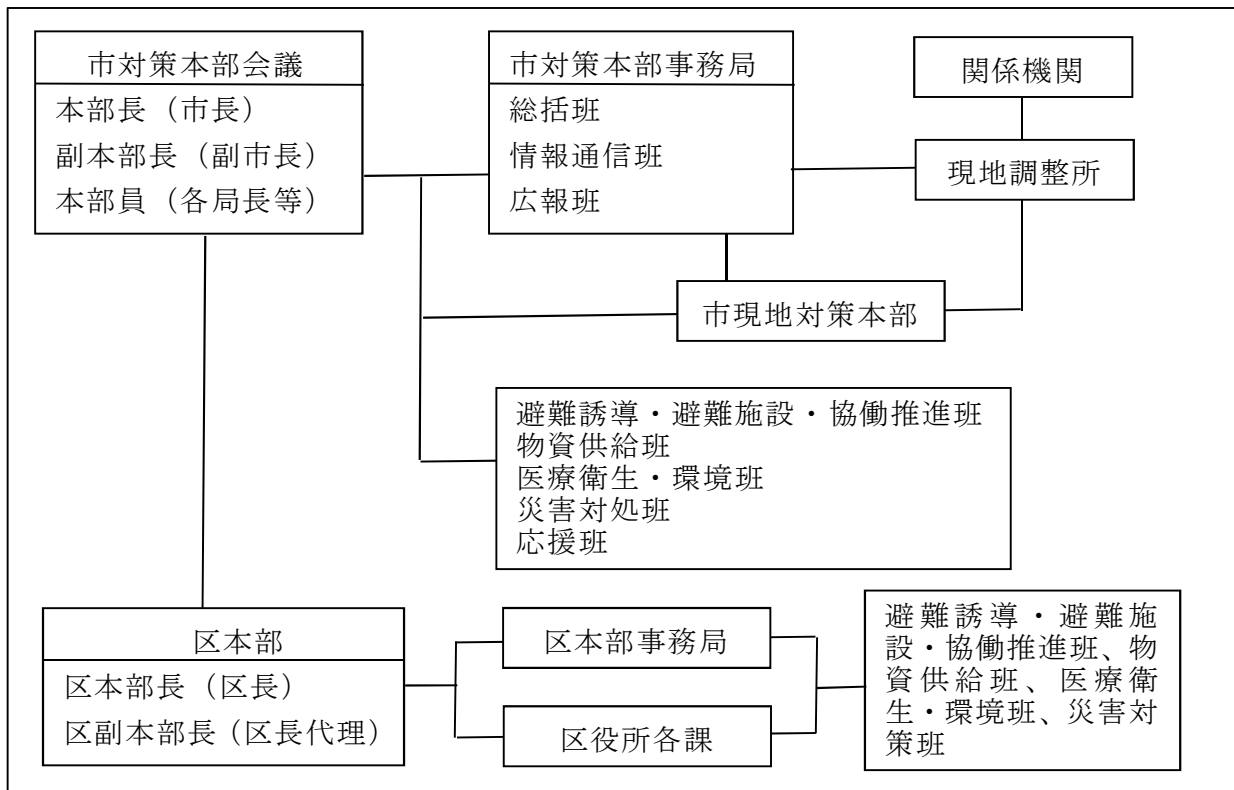 市対策本部会議
本部長（市長）
副本部長（副市長）
本部員（各局長等）
市対策本部事務局
総括班
情報通信班
広報班
関係機関
現地調整所
市現地対策本部
避難誘導・避難施設・協働推進班
物資供給班
医療衛生・環境班
災害対処班
応援班
区本部
区本部長（区長）
区副本部長（区長代理）
区本部事務局
区役所各課
避難誘導・避難施
設・協働推進班、物
資供給班、医療衛
生・環境班、災害対
策班